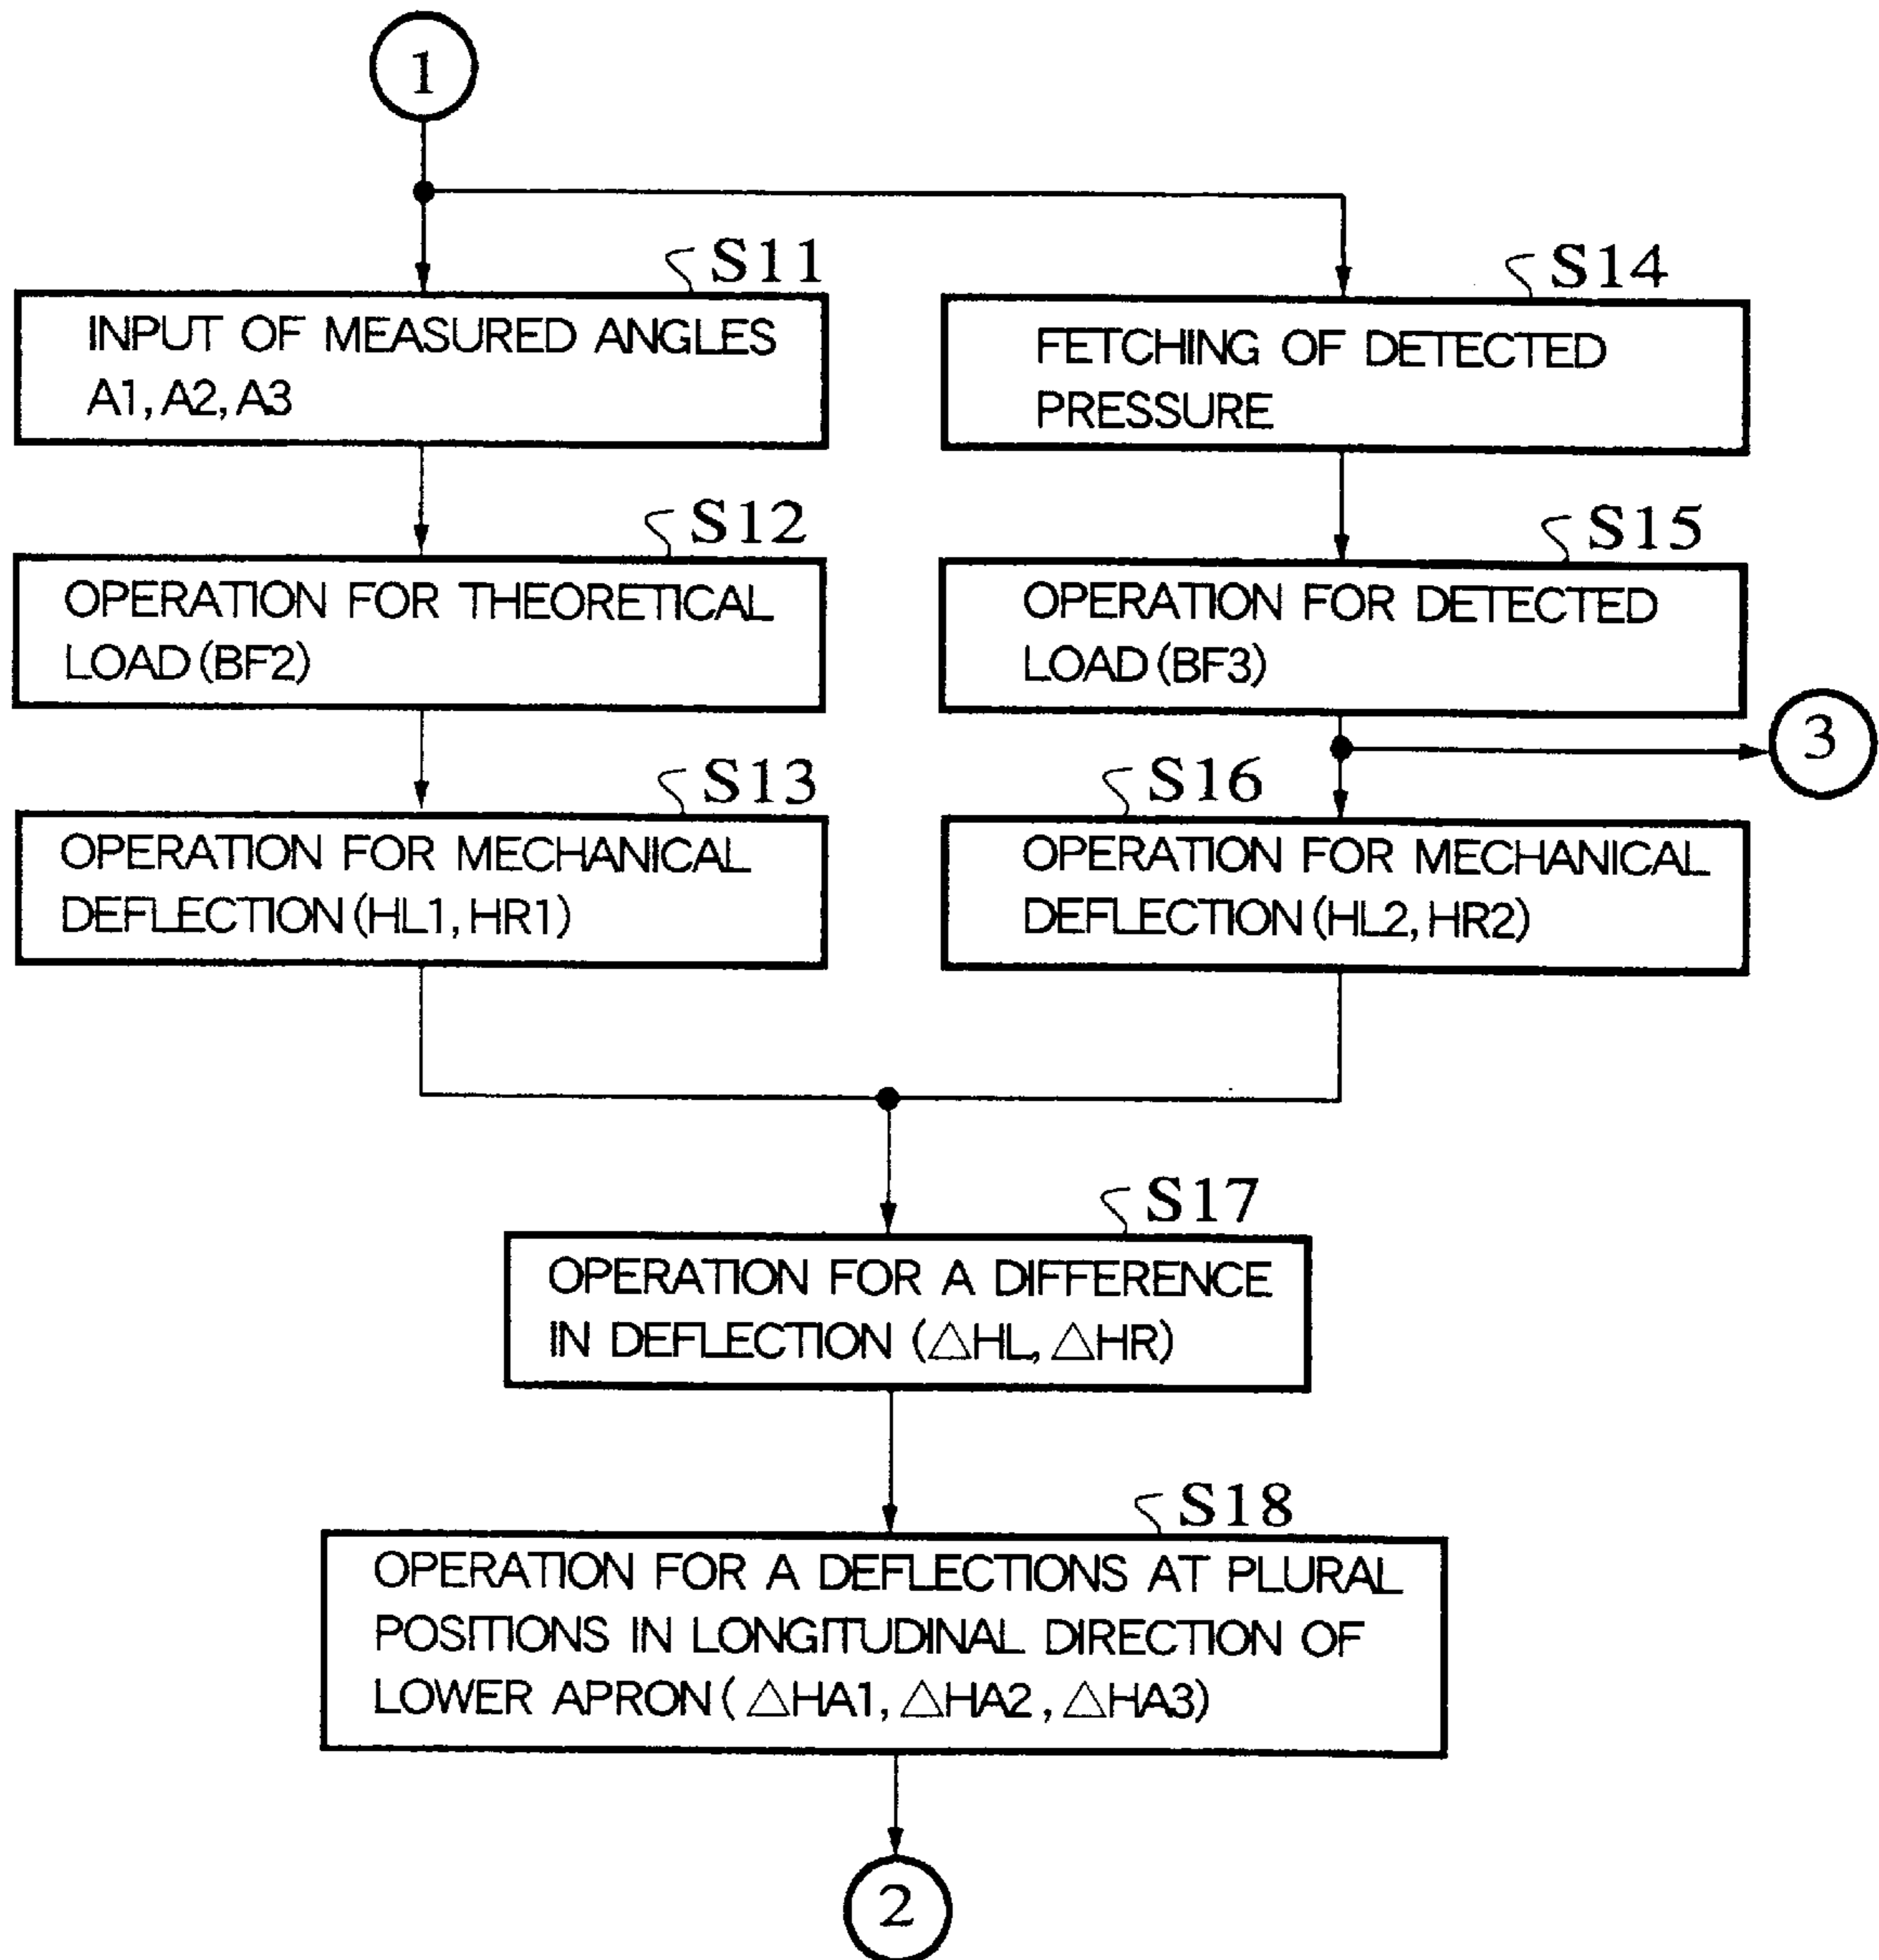 1
S11
INPUT OF MEASURED ANGLES
A1, A2, A3
S14
FETCHING OF DETECTED
PRESSURE
S12
OPERATION FOR THEORETICAL
LOAD (BF2)
S15
OPERATION FOR DETECTED
LOAD (BF3)
3
S13
OPERATION FOR MECHANICAL
DEFLECTION (HL1, HR1)
S16
OPERATION FOR MECHANICAL
DEFLECTION (HL2, HR2)
S17
OPERATION FOR A DIFFERENCE
IN DEFLECTION (△HL, △HR)
S18
OPERATION FOR A DEFLECTIONS AT PLURAL
POSITIONS IN LONGITUDINAL DIRECTION OF
LOWER APRON ( △HA1, △HA2 , △HA3)
2